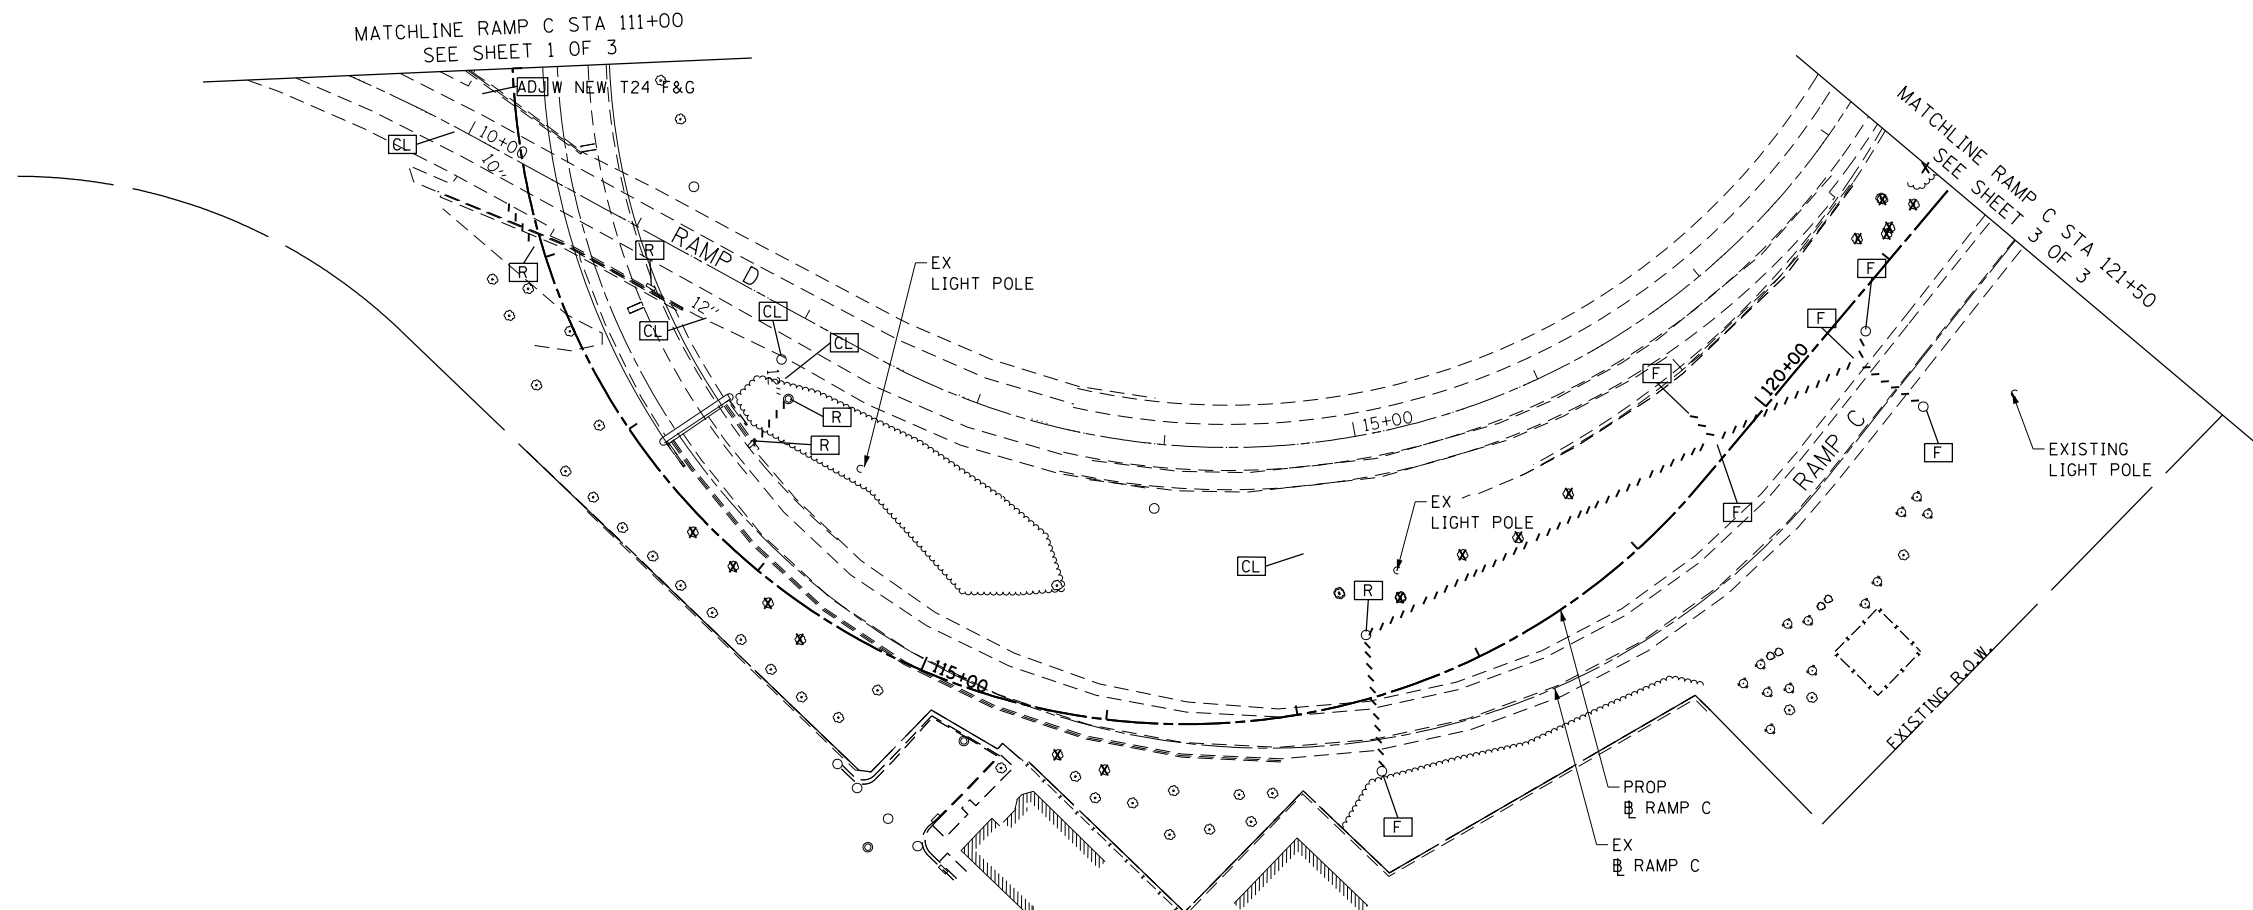 MATCHLINE RAMP C STA 111+00
SEE SHEET 1 OF 3
ADJ W NEW T24 F&G
CL
10+00
10"
R
R
RAMP D
EX
LIGHT POLE
12"
CL
CL
CL
R
R
15+00
CL
EX
LIGHT POLE
R
115+00
F
F
F
F
F
F
120+00
RAMP C
MATCHLINE RAMP C STA 121+50
SEE SHEET 3 OF 3
EXISTING
LIGHT POLE
EXISTING R.O.W.
PROP
BL RAMP C
EX
BL RAMP C